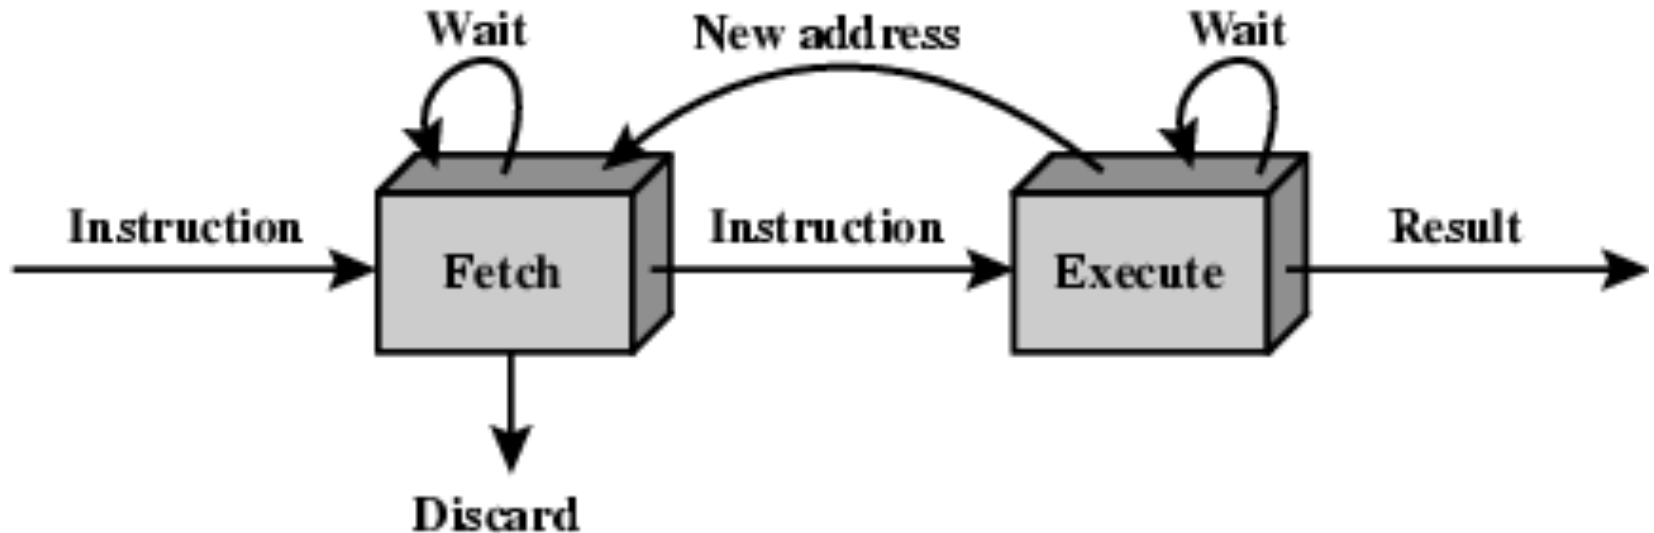 Wait
New address
Wait
Instruction
Fetch
Instruction
Execute
Result
Discard